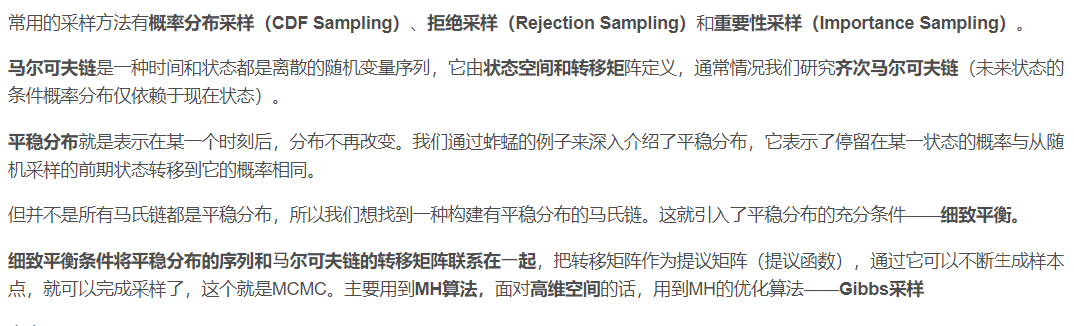 常用的采样方法有概率分布采样（CDF Sampling）、拒绝采样（Rejection Sampling）和重要性采样（Importance Sampling）。
马尔可夫链是一种时间和状态都是离散的随机变量序列，它由状态空间和转移矩阵定义，通常情况我们研究齐次马尔可夫链（未来状态的
条件概率分布仅依赖于现在状态）。
平稳分布就是表示在某一个时刻后，分布不再改变。我们通过蚱蜢的例子来深入介绍了平稳分布，它表示了停留在某一状态的概率与从随
机采样的前期状态转移到它的概率相同。
但并不是所有马氏链都是平稳分布，所以我们想找到一种构建有平稳分布的马氏链。这就引入了平稳分布的充分条件——细致平衡。
细致平衡条件将平稳分布的序列和马尔可夫链的转移矩阵联系在一起，把转移矩阵作为提议矩阵（提议函数），通过它可以不断生成样本
点，就可以完成采样了，这个就是MCMC。主要用到MH算法，面对高维空间的话，用到MH的优化算法——Gibbs采样